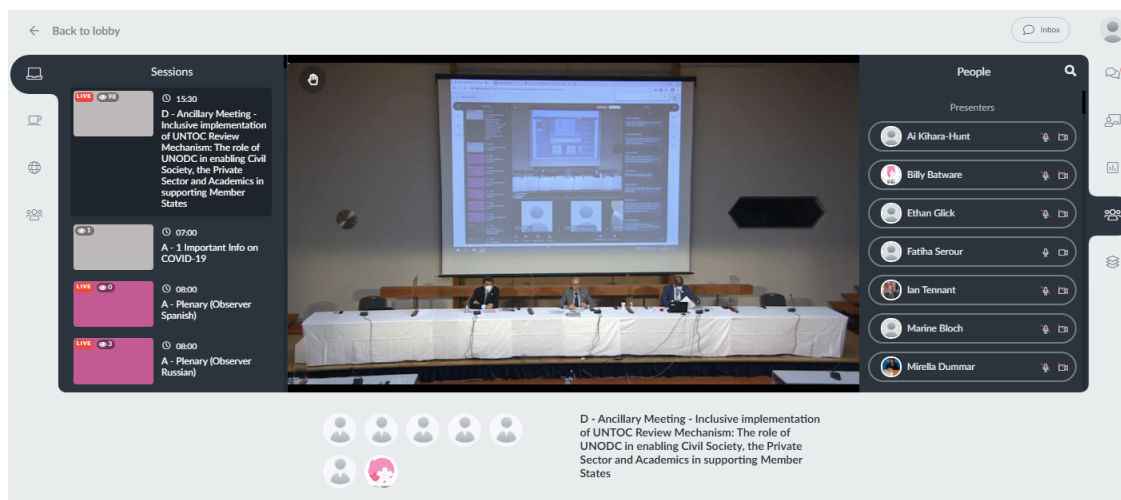 Back to lobby
Inbox
Sessions
LIVE 98
15:30
D - Ancillary Meeting -
Inclusive implementation
of UNTOC Review
Mechanism: The role of
UNODC in enabling Civil
Society, the Private
Sector and Academics in
supporting Member
States
1
07:00
A - 1 Important Info on
COVID-19
LIVE 0
08:00
A - Plenary (Observer
Spanish)
LIVE 3
08:00
A - Plenary (Observer
Russian)
People
Presenters
Ai Kihara-Hunt
Billy Batware
Ethan Glick
Fatiha Serour
Ian Tennant
Marine Bloch
Mirella Dummar
D - Ancillary Meeting - Inclusive implementation
of UNTOC Review Mechanism: The role of
UNODC in enabling Civil Society, the Private
Sector and Academics in supporting Member
States